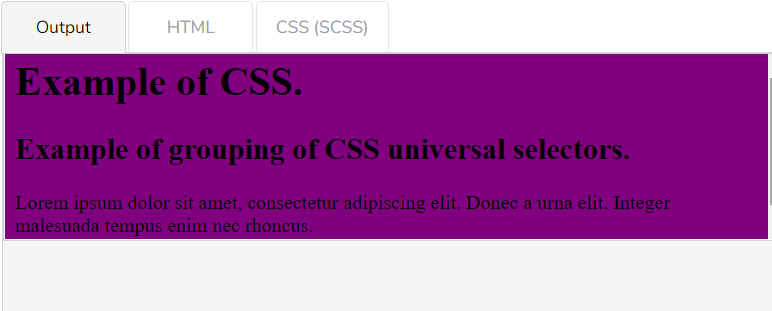 Output HTML CSS (SCSS)
Example of CSS.
Example of grouping of CSS universal selectors.
Lorem ipsum dolor sit amet, consectetur adipiscing elit. Donec a urna elit. Integer
malesuada tempus enim nec rhoncus.